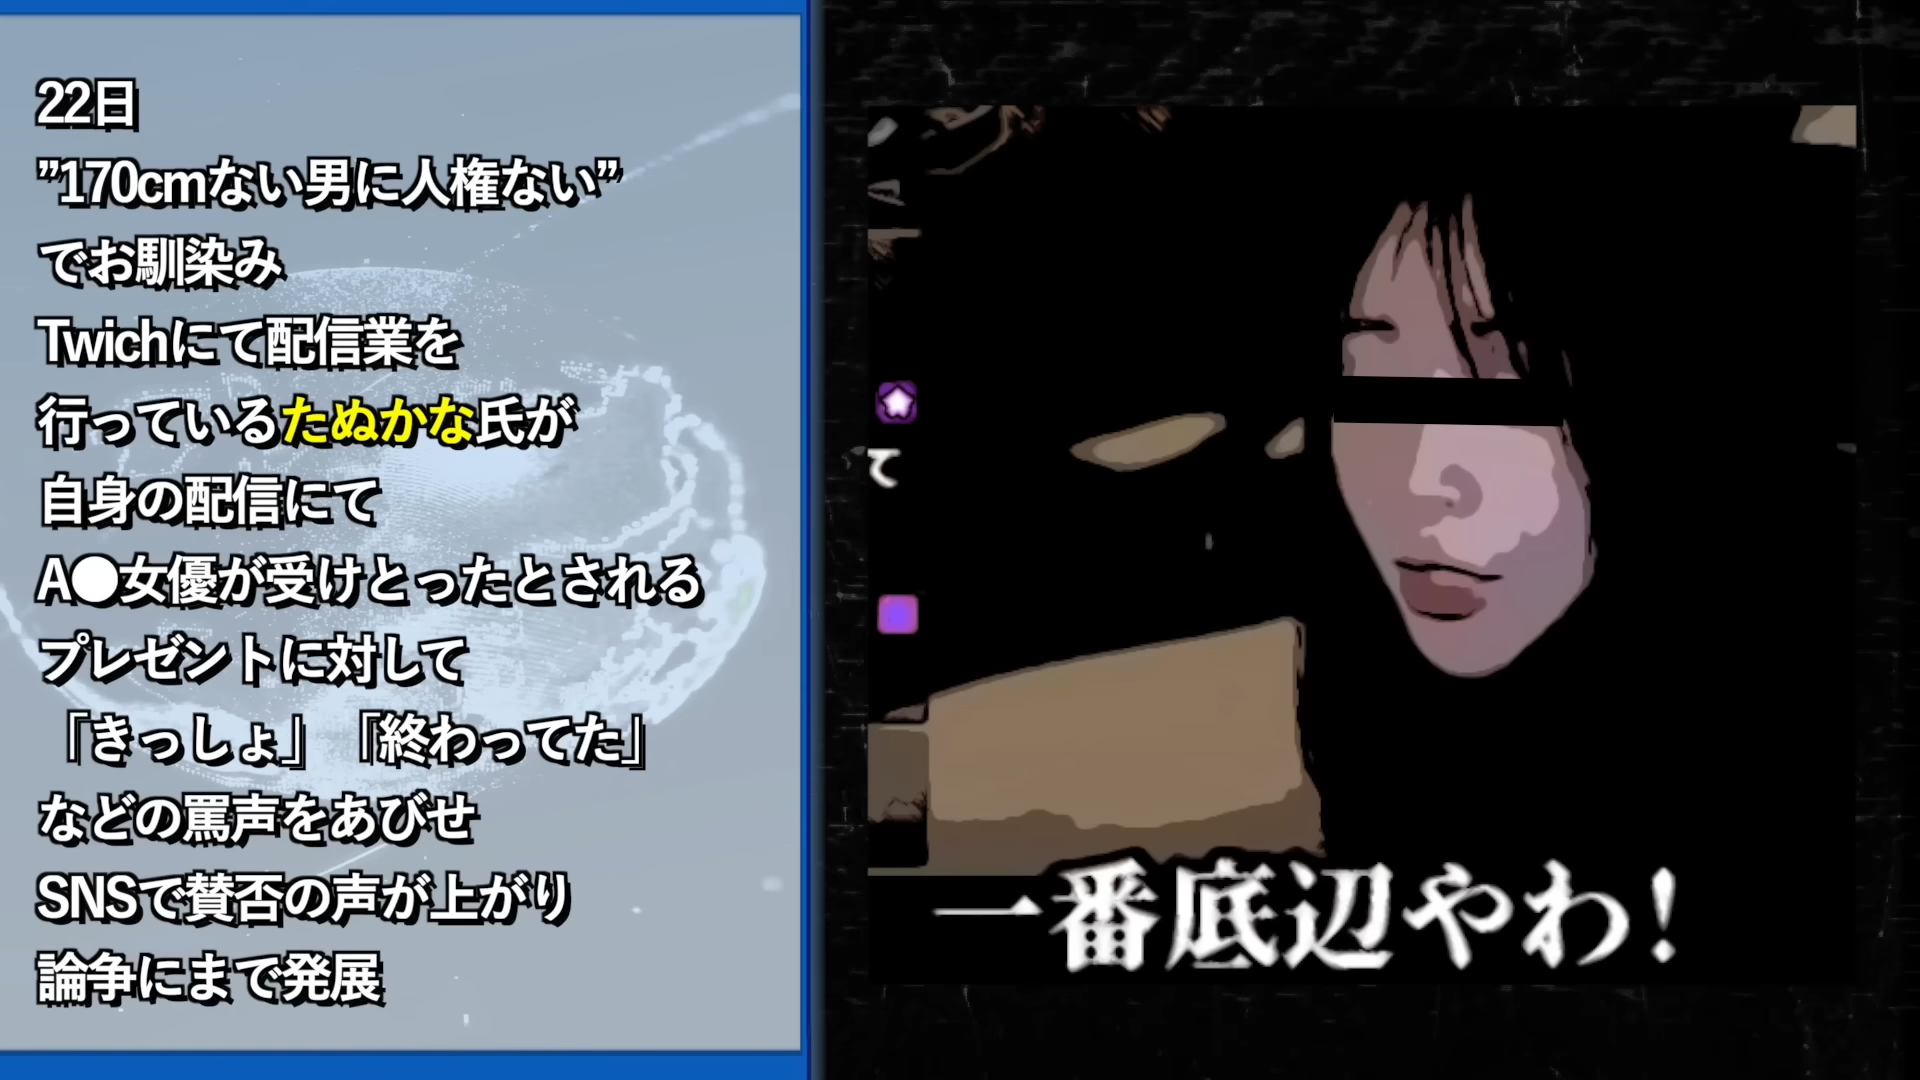 22日
”170cmない男に人権ない”
でお馴染み
Twichにて配信業を
行っているたぬかな氏が
自身の配信にて
A●女優が受けとったとされる
プレゼントに対して
「きっしょ」「終わってた」
などの罵声をあびせ
SNSで賛否の声が上がり
論争にまで発展
て
一番底辺やわ！